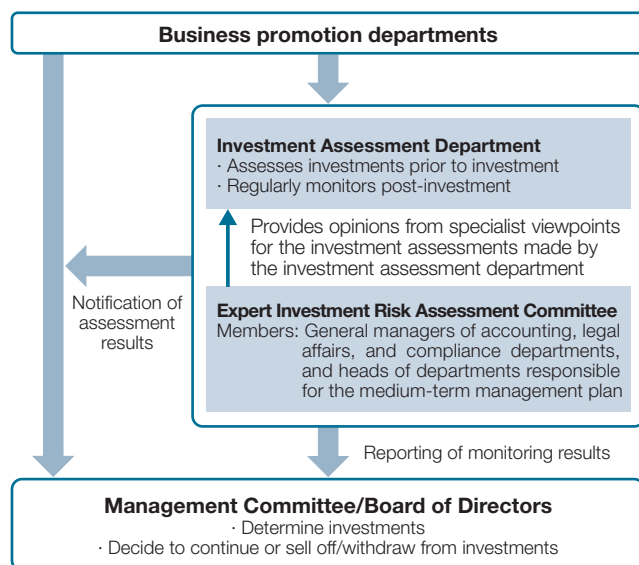 Business promotion departments
Investment Assessment Department
· Assesses investments prior to investment
· Regularly monitors post-investment
Provides opinions from specialist viewpoints
for the investment assessments made by
the investment assessment department
Notification of
assessment
results
Expert Investment Risk Assessment Committee
Members: General managers of accounting, legal
affairs, and compliance departments,
and heads of departments responsible
for the medium-term management plan
Reporting of monitoring results
Management Committee/Board of Directors
· Determine investments
· Decide to continue or sell off/withdraw from investments